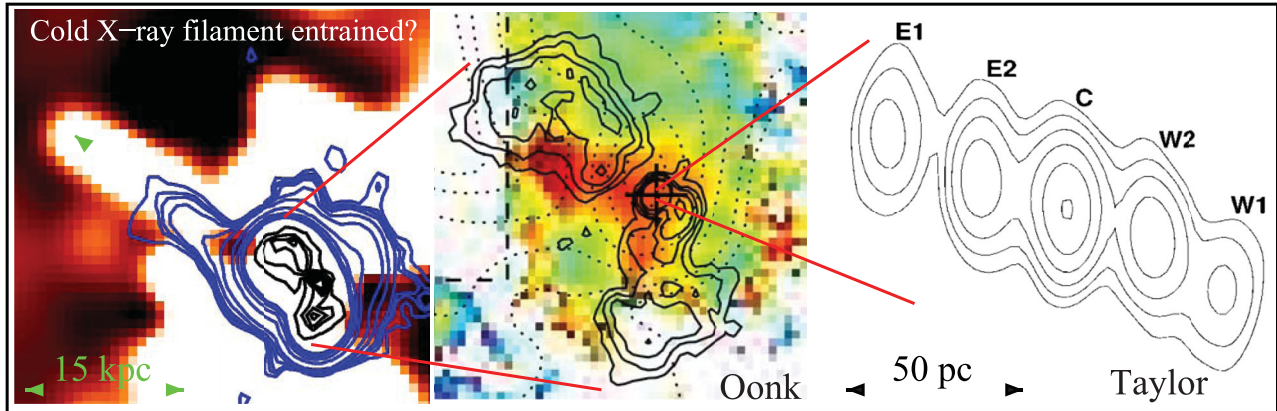 Cold X-ray filament entrained?
15 kpc
Oonk
E1
E2
C
W2
W1
50 pc
Taylor